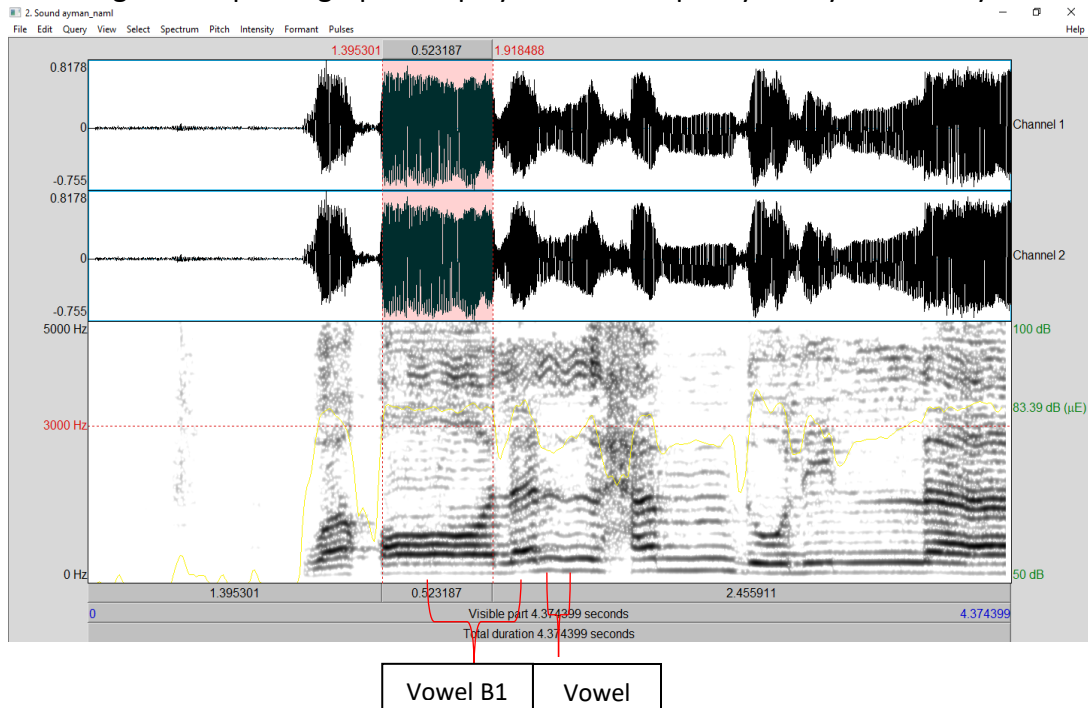 2. Sound ayman_naml
File Edit Query View Select Spectrum Pitch Intensity Formant Pulses Help
1.395301 0.523187 1.918488
0.8178
0
-0.755
Channel 1
0.8178
0
-0.755
Channel 2
5000 Hz
3000 Hz
0 Hz
100 dB
83.39 dB (µE)
50 dB
1.395301 0.523187 2.455911
0 Visible part 4.374399 seconds 4.374399
Total duration 4.374399 seconds
Vowel B1 Vowel